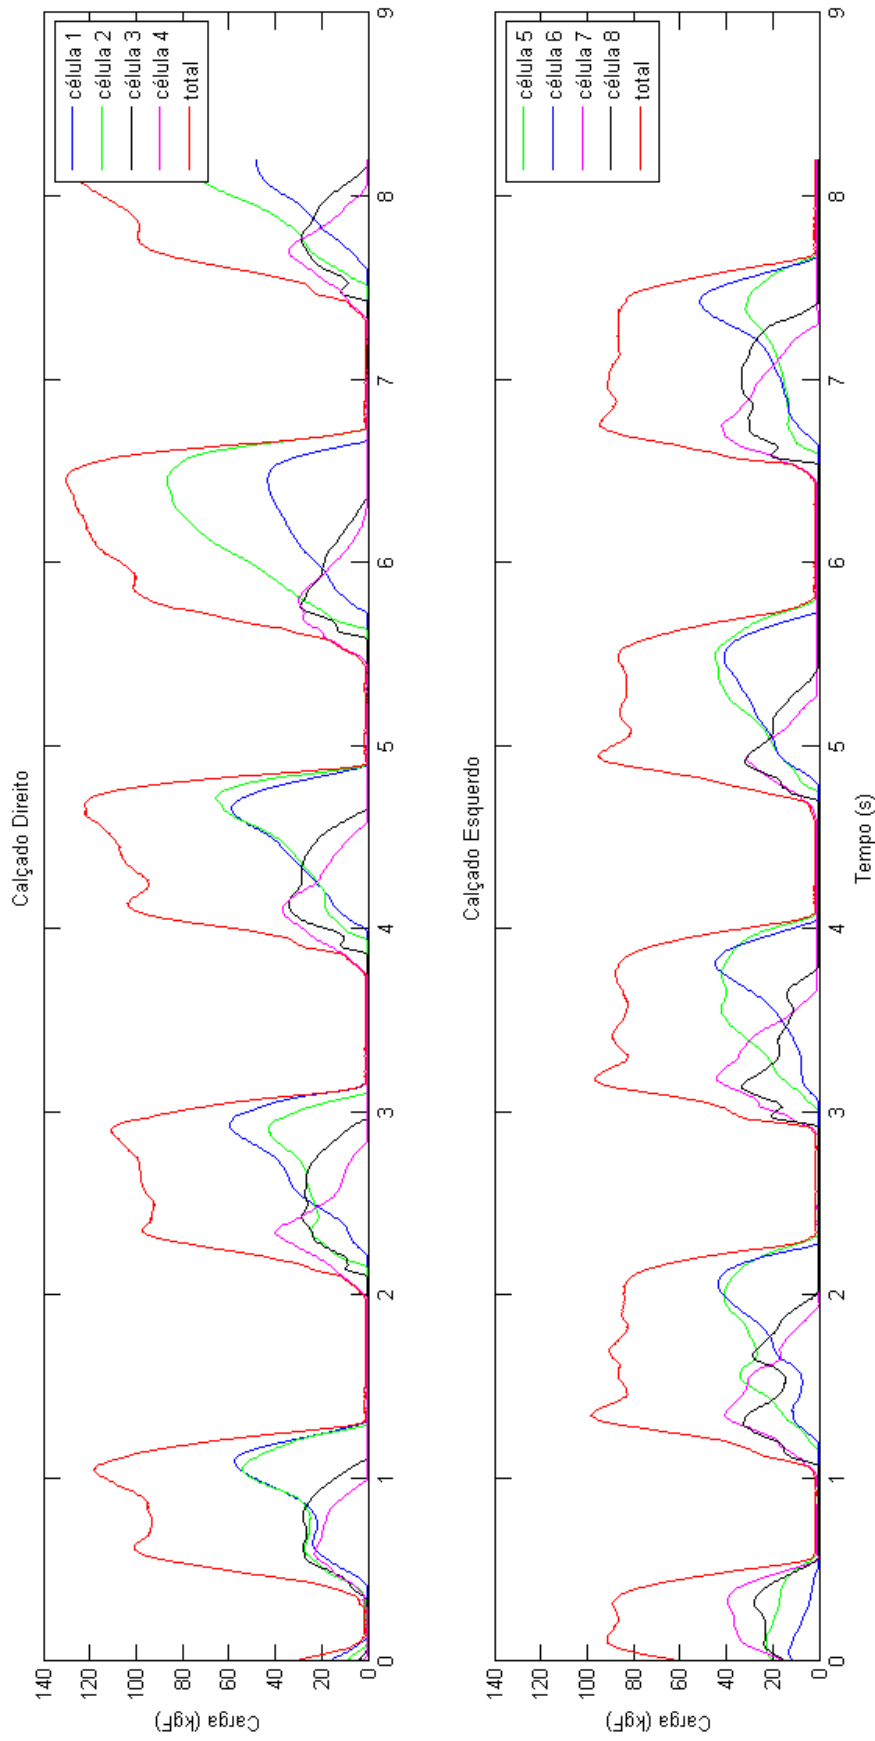 Calçado Direito
Carga (kgF)
140
120
100
80
60
40
20
0
0
1
2
3
4
5
6
7
8
9
célula 1
célula 2
célula 3
célula 4
total
Calçado Esquerdo
Carga (kgF)
140
120
100
80
60
40
20
0
0
1
2
3
4
5
6
7
8
9
célula 5
célula 6
célula 7
célula 8
total
Tempo (s)